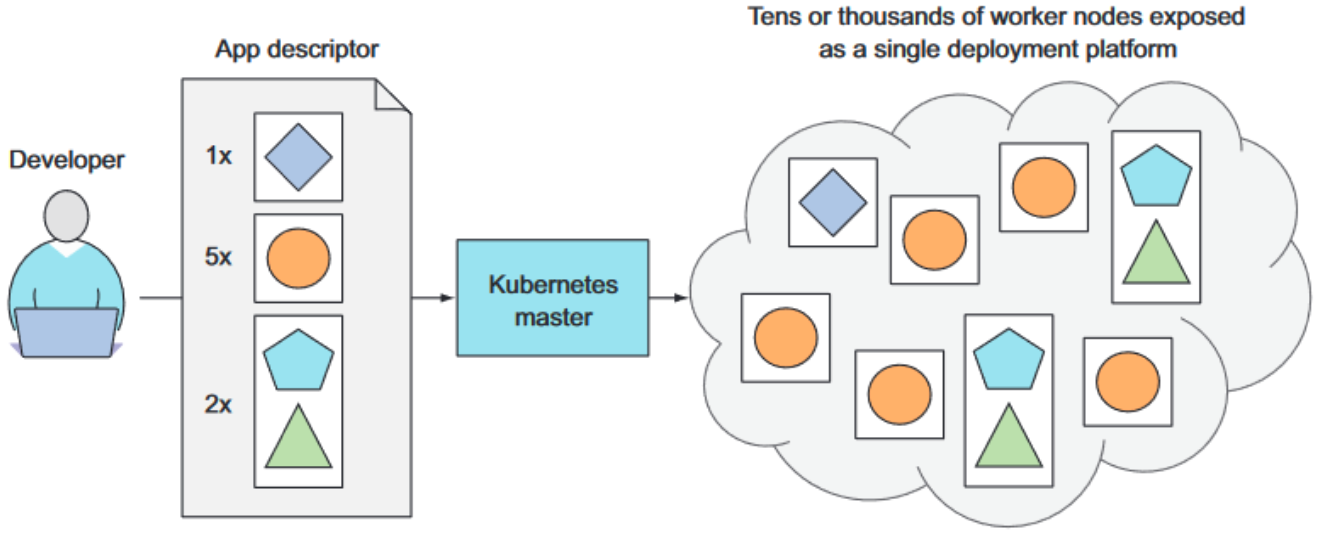 Tens or thousands of worker nodes exposed
as a single deployment platform
App descriptor
Developer
1x
5x
2x
Kubernetes
master